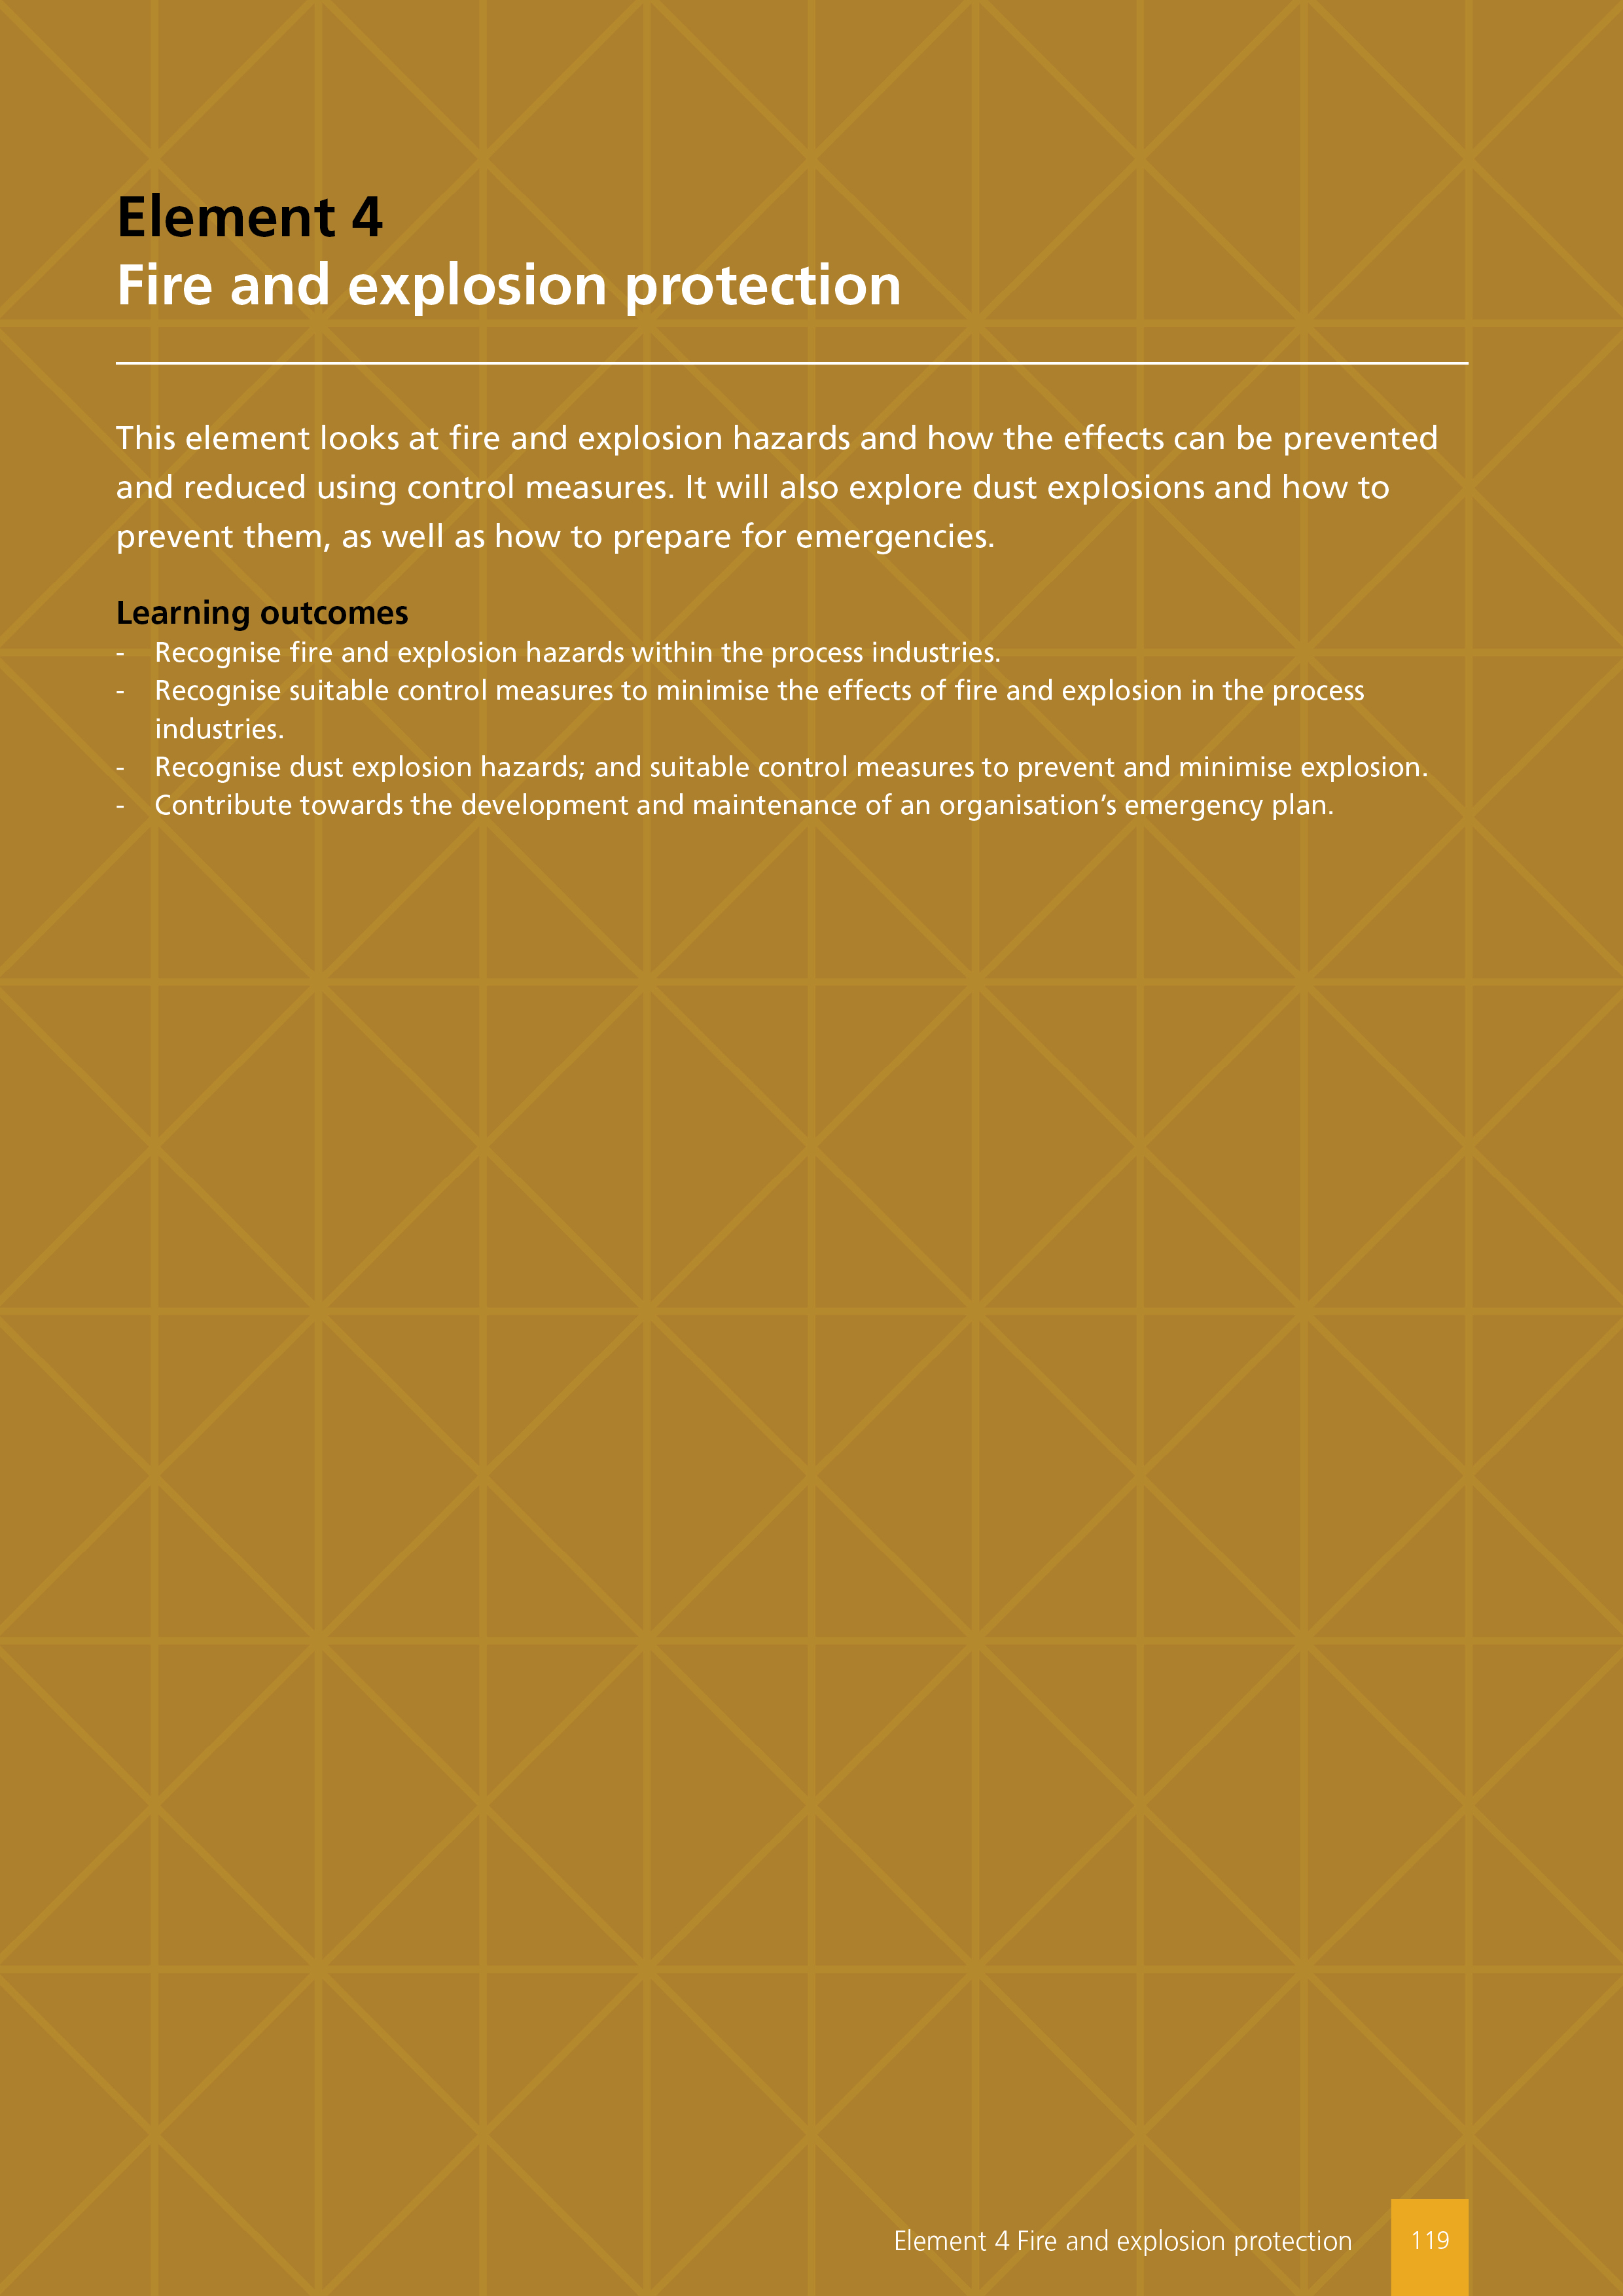 Element 4
Fire and explosion protection
This element looks at fire and explosion hazards and how the effects can be prevented
and reduced using control measures. It will also explore dust explosions and how to
prevent them, as well as how to prepare for emergencies.
Learning outcomes
- Recognise fire and explosion hazards within the process industries.
- Recognise suitable control measures to minimise the effects of fire and explosion in the process
industries.
- Recognise dust explosion hazards; and suitable control measures to prevent and minimise explosion.
- Contribute towards the development and maintenance of an organisation’s emergency plan.
Element 4 Fire and explosion protection 119